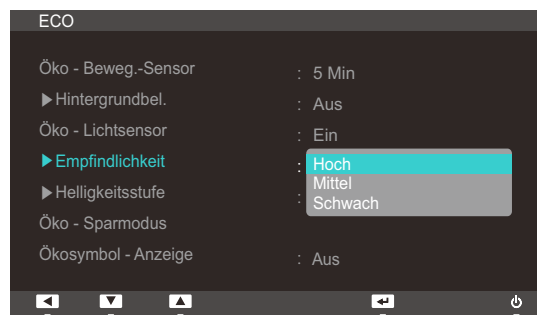 ECO
Öko - Beweg.-Sensor : 5 Min
▶Hintergrundbel. : Aus
Öko - Lichtsensor : Ein
▶Empfindlichkeit : Hoch
Mittel
▶Helligkeitsstufe : Schwach
Öko - Sparmodus
Ökosymbol - Anzeige : Aus